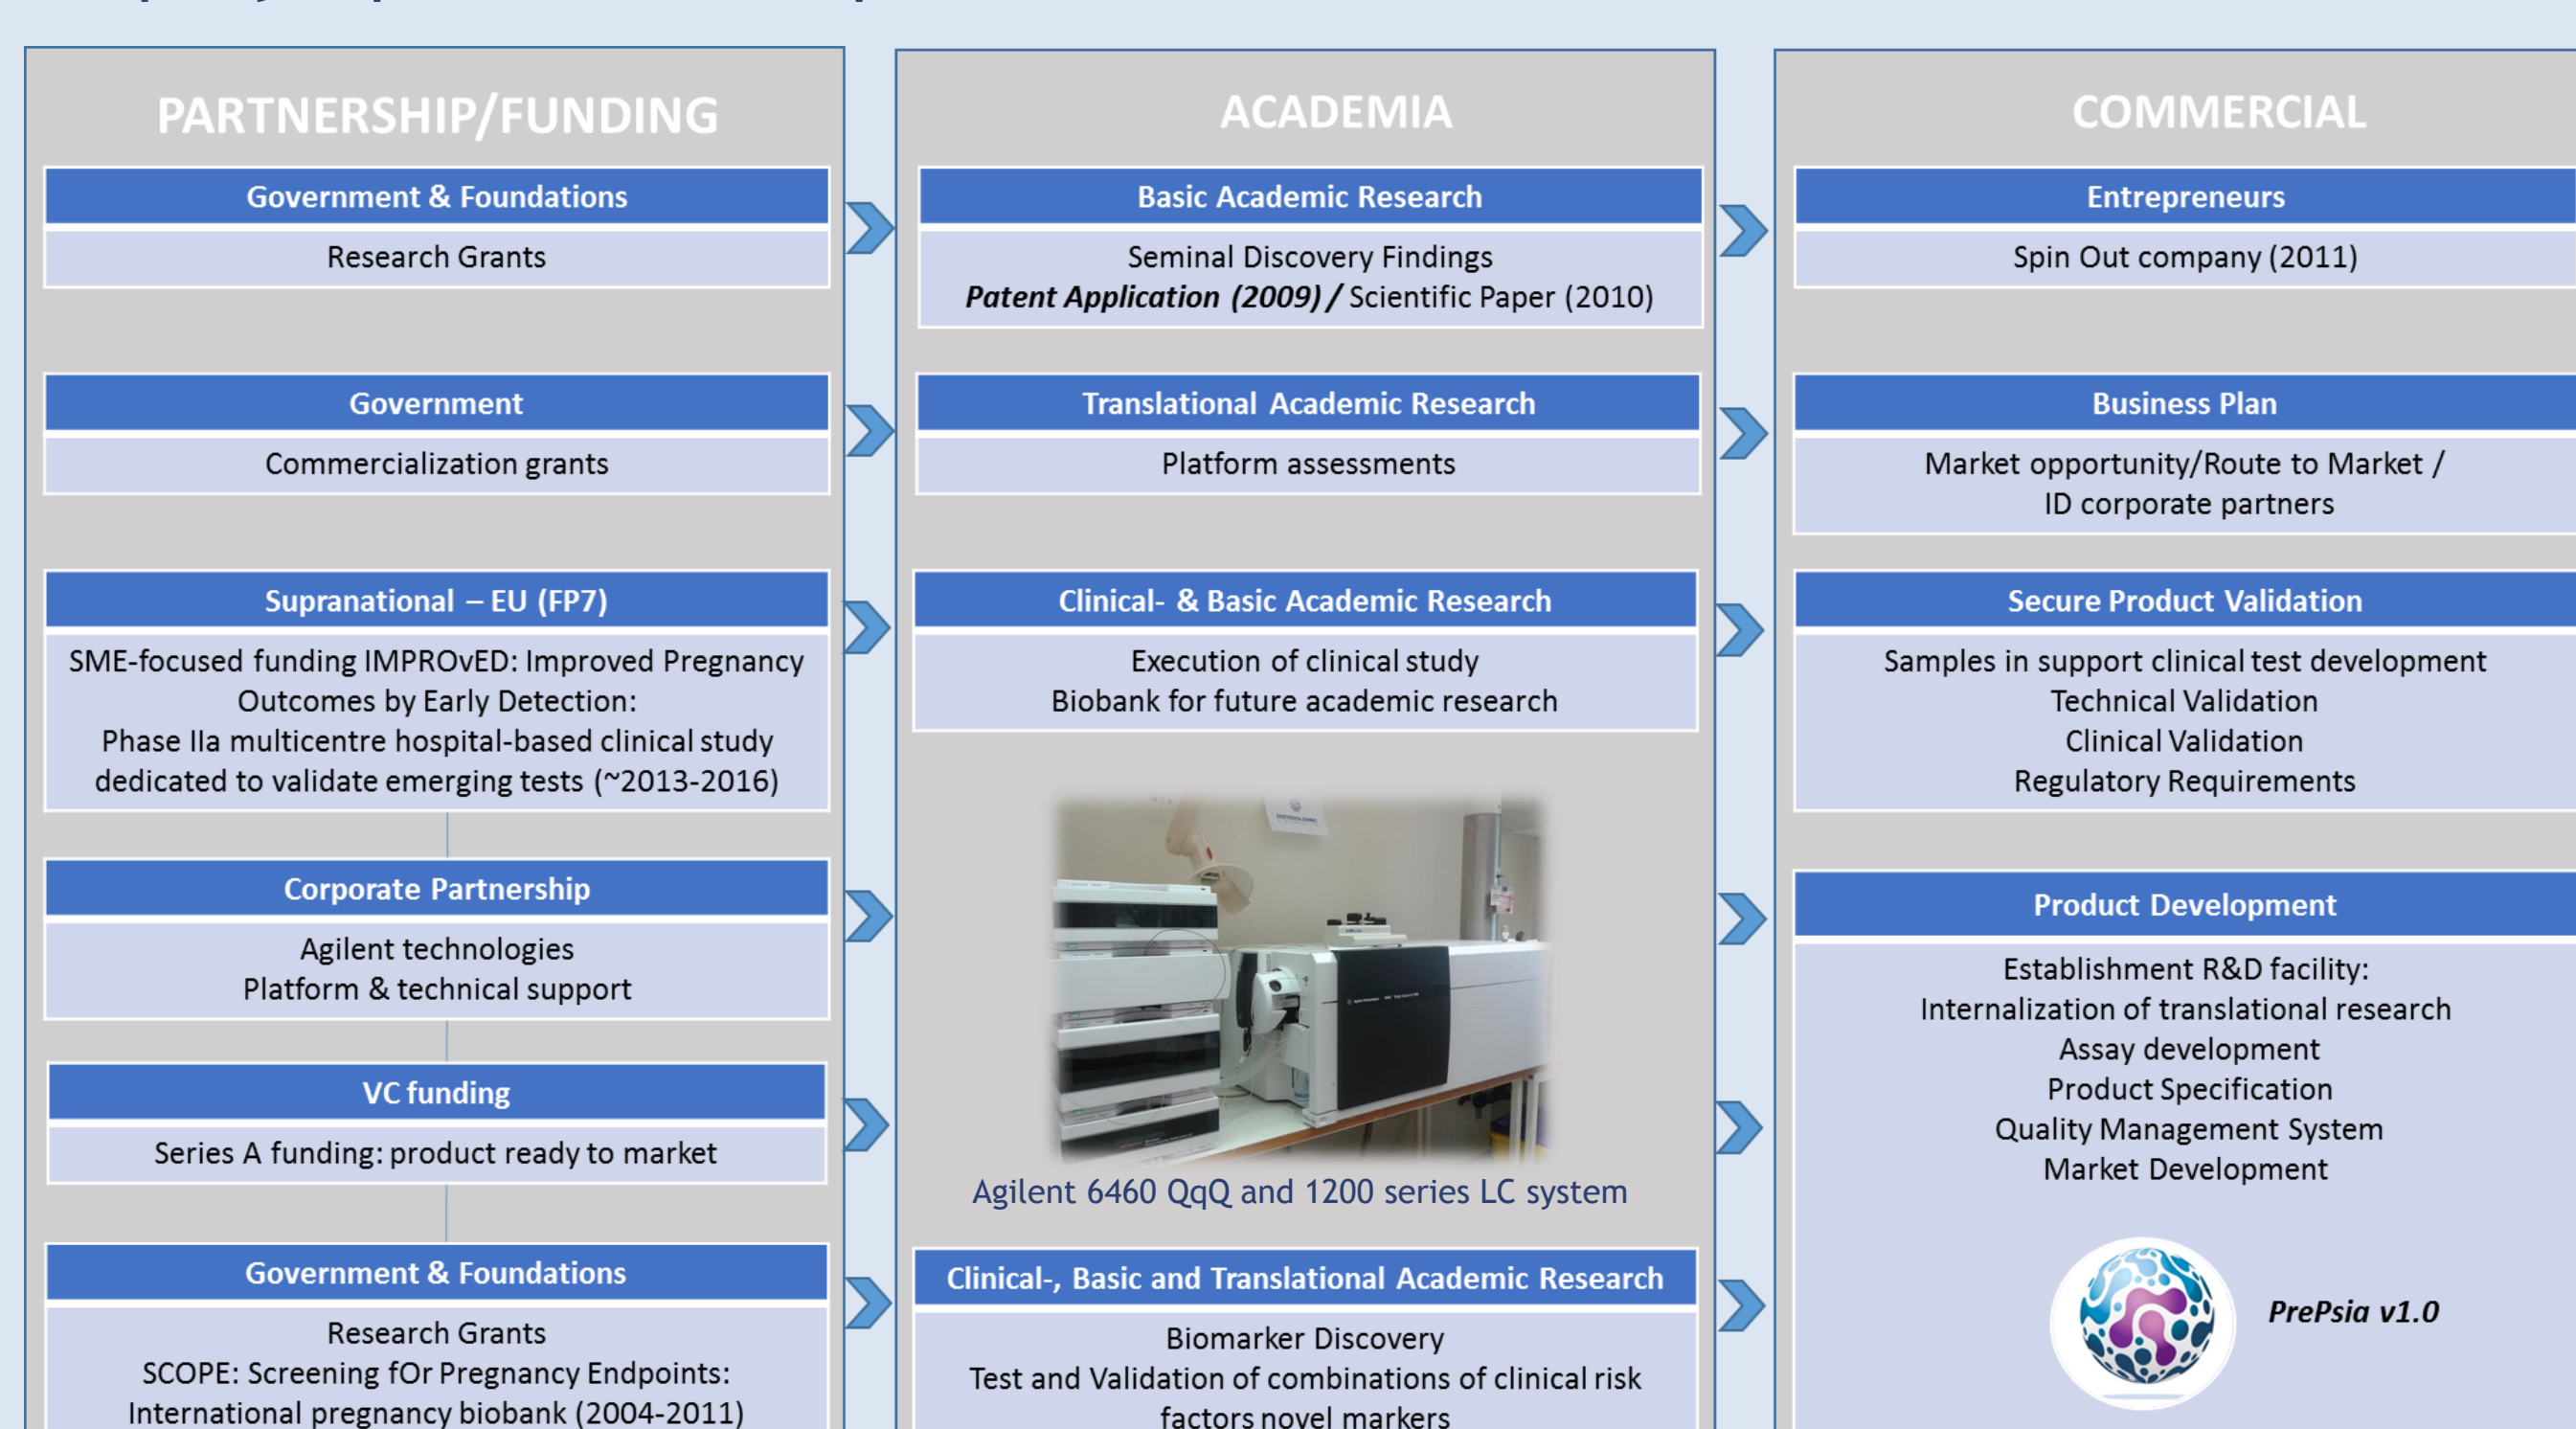 PARTNERSHIP/FUNDING
Government & Foundations
Research Grants
Government
Commercialization grants
Supranational – EU (FP7)
SME-focused funding IMPROvED: Improved Pregnancy
Outcomes by Early Detection:
Phase IIa multicentre hospital-based clinical study
dedicated to validate emerging tests (~2013-2016)
Corporate Partnership
Agilent technologies
Platform & technical support
VC funding
Series A funding: product ready to market
Government & Foundations
Research Grants
SCOPE: Screening fOr Pregnancy Endpoints:
International pregnancy biobank (2004-2011)
ACADEMIA
Basic Academic Research
Seminal Discovery Findings
Patent Application (2009) / Scientific Paper (2010)
Translational Academic Research
Platform assessments
Clinical- & Basic Academic Research
Execution of clinical study
Biobank for future academic research
Agilent 6460 QqQ and 1200 series LC system
Clinical-, Basic and Translational Academic Research
Biomarker Discovery
Test and Validation of combinations of clinical risk
factors novel markers
COMMERCIAL
Entrepreneurs
Spin Out company (2011)
Business Plan
Market opportunity/Route to Market /
ID corporate partners
Secure Product Validation
Samples in support clinical test development
Technical Validation
Clinical Validation
Regulatory Requirements
Product Development
Establishment R&D facility:
Internalization of translational research
Assay development
Product Specification
Quality Management System
Market Development
PrePsia v1.0